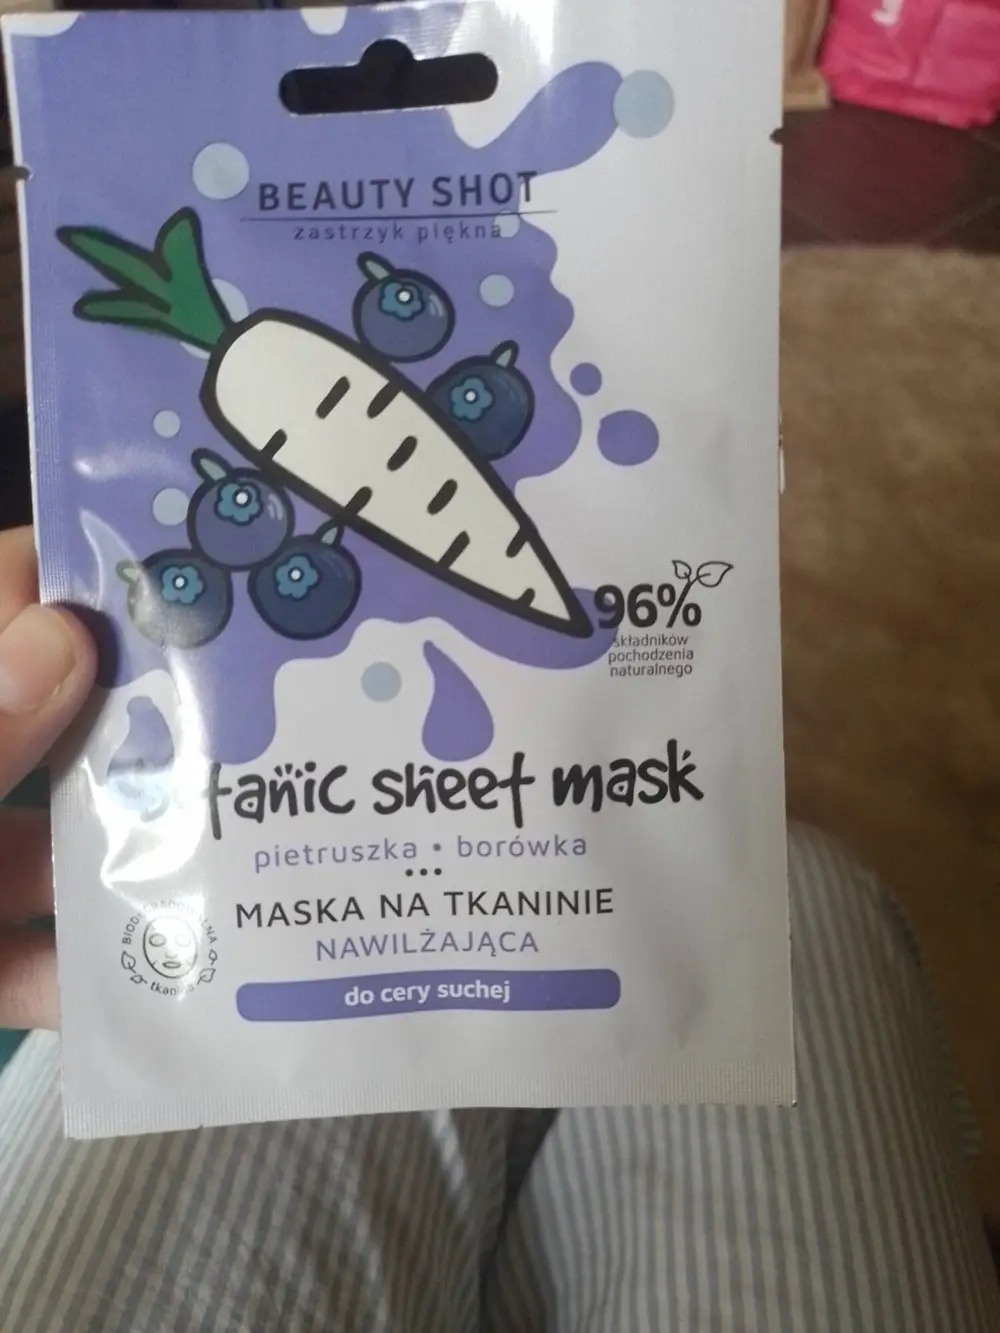 BEAUTY SHOT
zastrzyk piękna
96%
składników
pochodzenia
naturalnego
tanic sheet mask
pietruszka • borówka
MASKA NA TKANINIE
NAWILŻAJĄCA
do cery suchej